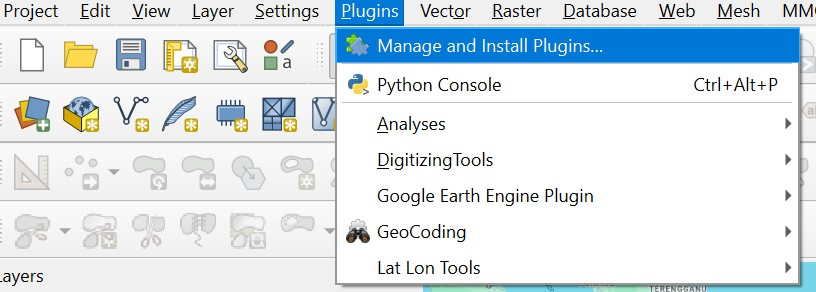 Project Edit View Layer Settings Plugins Vector Raster Database Web Mesh MM
Manage and Install Plugins...
Python Console Ctrl+Alt+P
Analyses
DigitizingTools
Google Earth Engine Plugin
GeoCoding
Lat Lon Tools
ayers
TERENGGANU